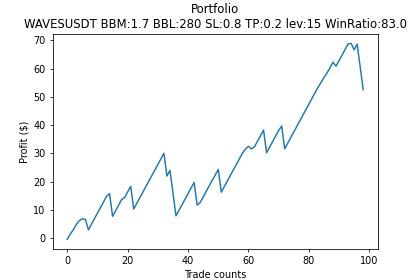 Portfolio
WAVESUSDT BBM:1.7 BBL:280 SL:0.8 TP:0.2 lev:15 WinRatio:83.0
70
60
50
40
30
20
10
0
Profit ($)
0 20 40 60 80 100
Trade counts